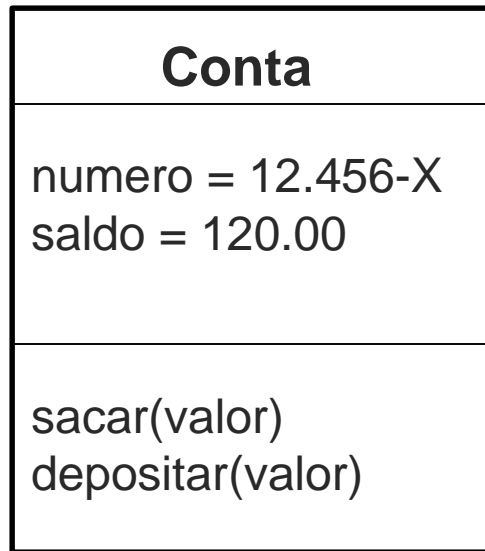 Conta
numero = 12.456-X
saldo = 120.00
sacar(valor)
depositar(valor)